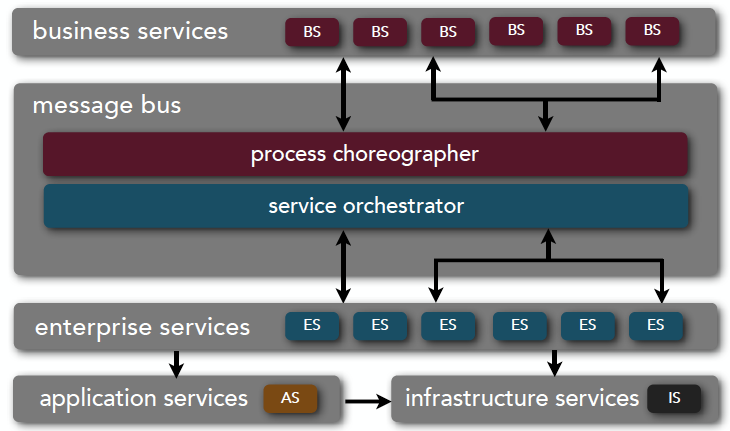 business services BS BS BS BS BS BS
message bus
process choreographer
service orchestrator
enterprise services ES ES ES ES ES ES
application services AS infrastructure services IS